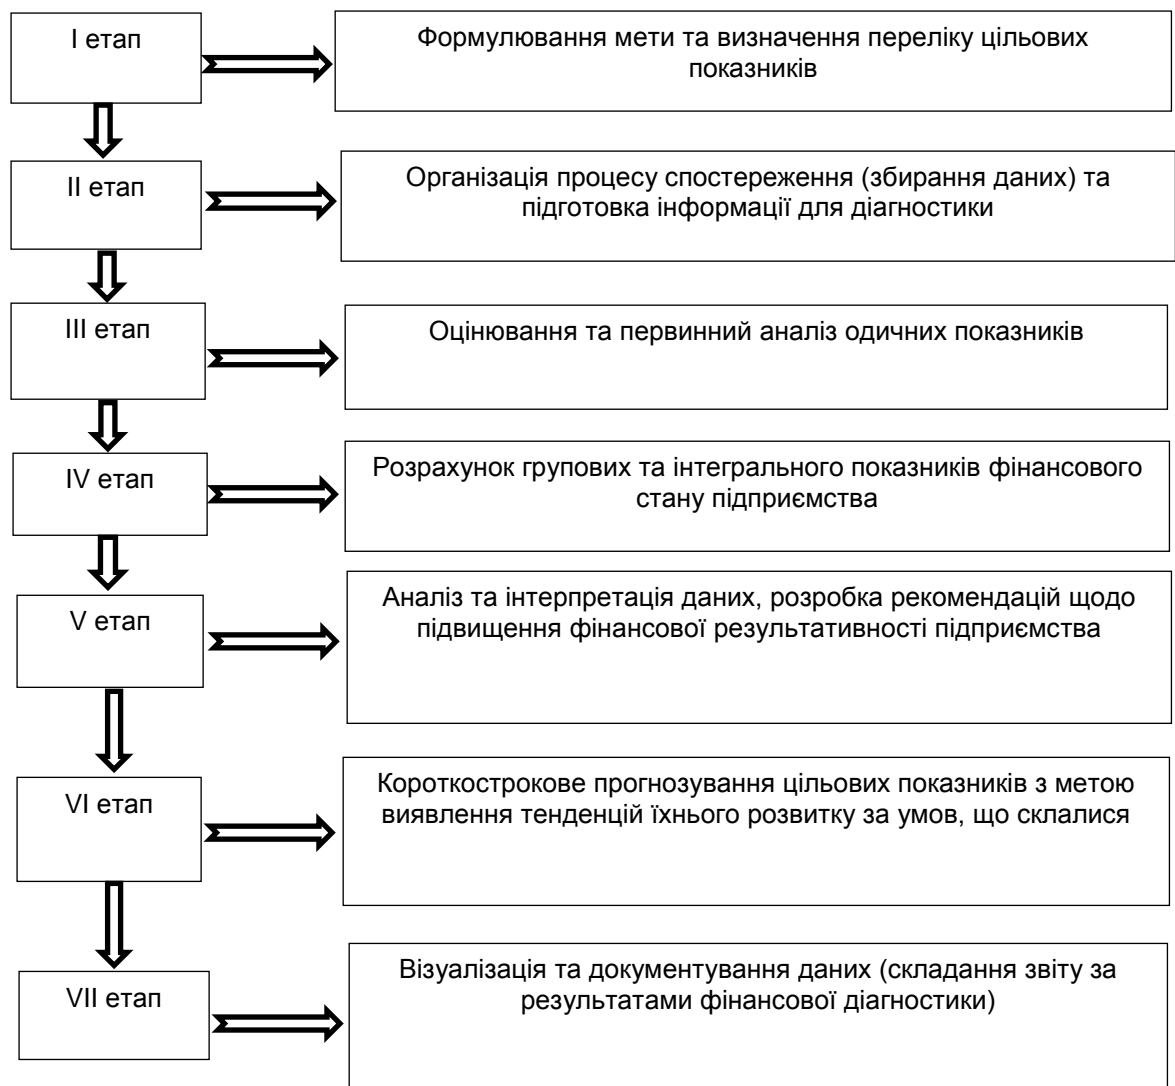 I етап
Формулювання мети та визначення переліку цільових
показників
II етап
Організація процесу спостереження (збирання даних) та
підготовка інформації для діагностики
III етап
Оцінювання та первинний аналіз одичних показників
IV етап
Розрахунок групових та інтегрального показників фінансового
стану підприємства
V етап
Аналіз та інтерпретація даних, розробка рекомендацій щодо
підвищення фінансової результативності підприємства
VI етап
Короткострокове прогнозування цільових показників з метою
виявлення тенденцій їхнього розвитку за умов, що склалися
VII етап
Візуалізація та документування даних (складання звіту за
результатами фінансової діагностики)